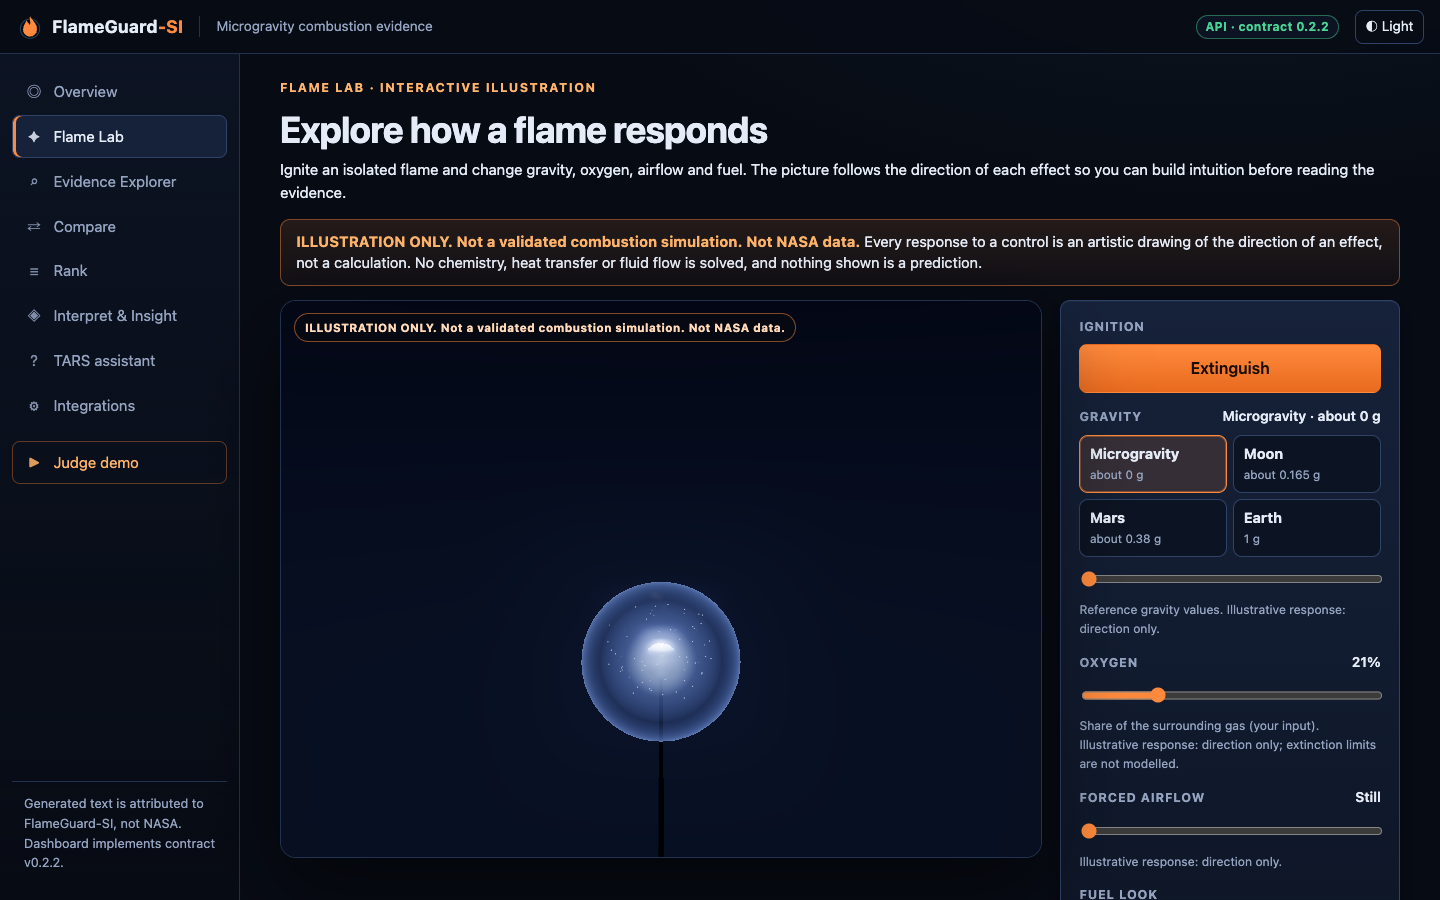 FlameGuard-SI
Microgravity combustion evidence
API · contract 0.2.2
Light
Overview
Flame Lab
Evidence Explorer
Compare
Rank
Interpret & Insight
TARS assistant
Integrations
Judge demo
Generated text is attributed to
FlameGuard-SI, not NASA.
Dashboard implements contract
v0.2.2.
FLAME LAB · INTERACTIVE ILLUSTRATION
Explore how a flame responds
Ignite an isolated flame and change gravity, oxygen, airflow and fuel. The picture follows the direction of each effect so you can build intuition before reading the
evidence.
ILLUSTRATION ONLY. Not a validated combustion simulation. Not NASA data. Every response to a control is an artistic drawing of the direction of an effect,
not a calculation. No chemistry, heat transfer or fluid flow is solved, and nothing shown is a prediction.
ILLUSTRATION ONLY. Not a validated combustion simulation. Not NASA data.
IGNITION
Extinguish
GRAVITY
Microgravity · about 0 g
Microgravity
about 0 g
Moon
about 0.165 g
Mars
about 0.38 g
Earth
1 g
Reference gravity values. Illustrative response:
direction only.
OXYGEN
21%
Share of the surrounding gas (your input).
Illustrative response: direction only; extinction limits
are not modelled.
FORCED AIRFLOW
Still
Illustrative response: direction only.
FUEL LOOK